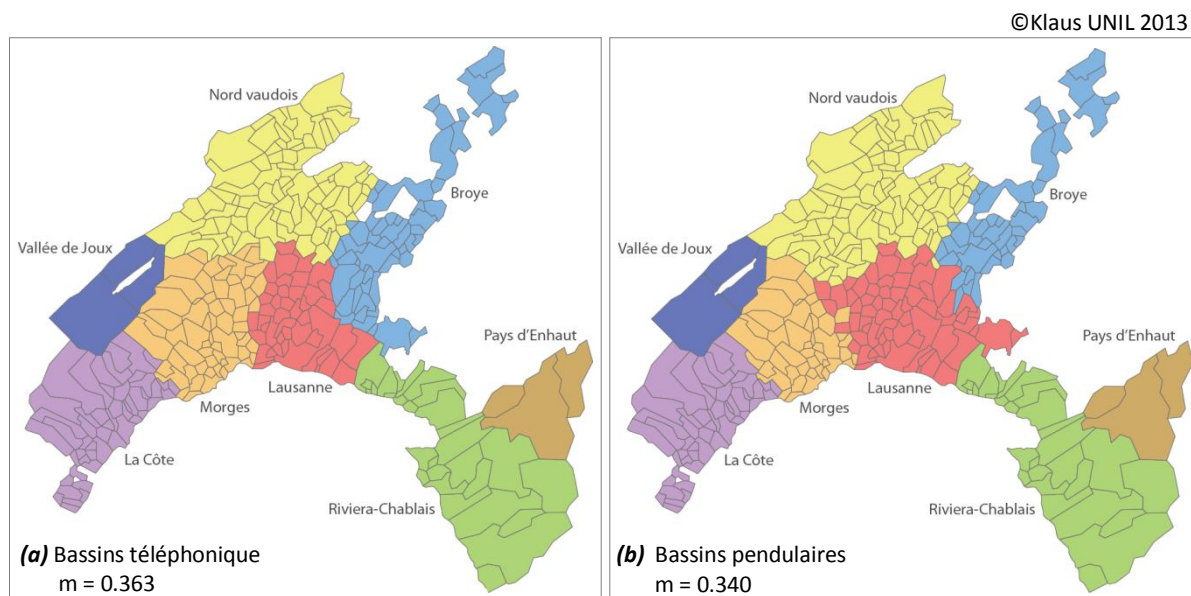 ©Klaus UNIL 2013
Nord vaudois
Broye
Vallée de Joux
Pays d’Enhaut
Lausanne
Morges
La Côte
Riviera-Chablais
(a) Bassins téléphonique
m = 0.363
Nord vaudois
Broye
Vallée de Joux
Pays d’Enhaut
Lausanne
Morges
La Côte
Riviera-Chablais
(b) Bassins pendulaires
m = 0.340